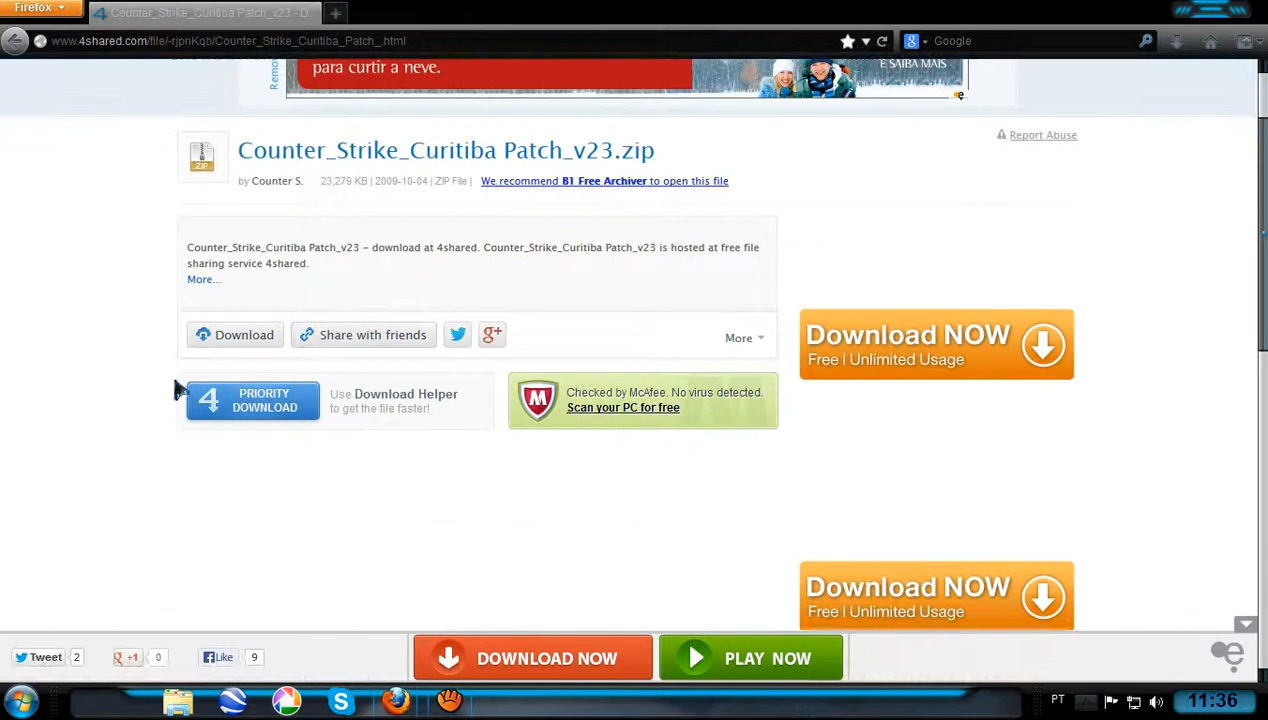 Firefox
Counter_Strike_Curitiba Patch_v23 - D
www.4shared.com/file/-rjpnKqb/Counter_Strike_Curitiba_Patch_.html
Google
para curtir a neve.
E SAIBA MAIS
Report Abuse
Counter_Strike_Curitiba Patch_v23.zip
ZIP
by Counter S. 23,279 KB | 2009-10-04 | ZIP File | We recommend B1 Free Archiver to open this file
Counter_Strike_Curitiba Patch_v23 - download at 4shared. Counter_Strike_Curitiba Patch_v23 is hosted at free file
sharing service 4shared.
More...
Download
Share with friends
More
Download NOW
Free | Unlimited Usage
4 PRIORITY
DOWNLOAD
Use Download Helper
to get the file faster!
Checked by McAfee. No virus detected.
Scan your PC for free
Download NOW
Free | Unlimited Usage
Tweet 2
+1 0
Like 9
DOWNLOAD NOW
PLAY NOW
PT
11:36